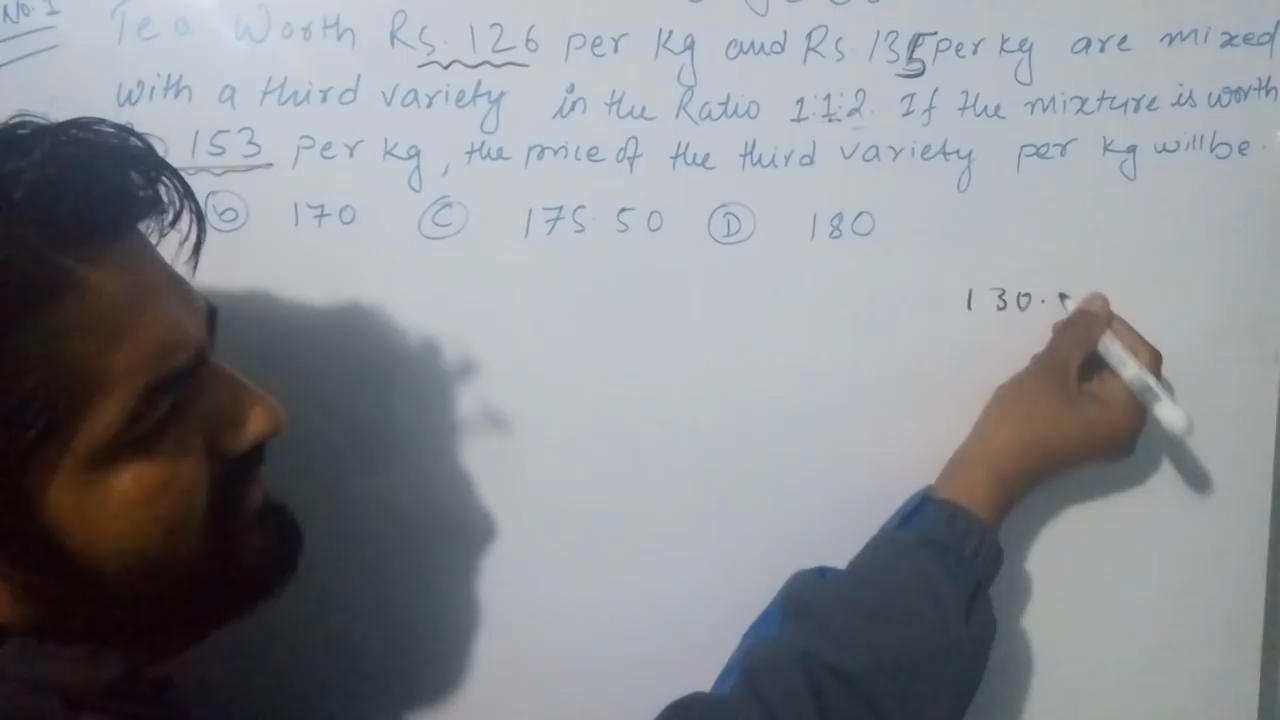 No. 1
Tea Worth Rs. 126 per Kg and Rs 135 per kg are mixed
with a third variety in the Ratio 1:1:2. If the mixture is worth
153 per kg, the price of the third variety per kg will be.
(b) 170 (C) 175.50 (D) 180
130.